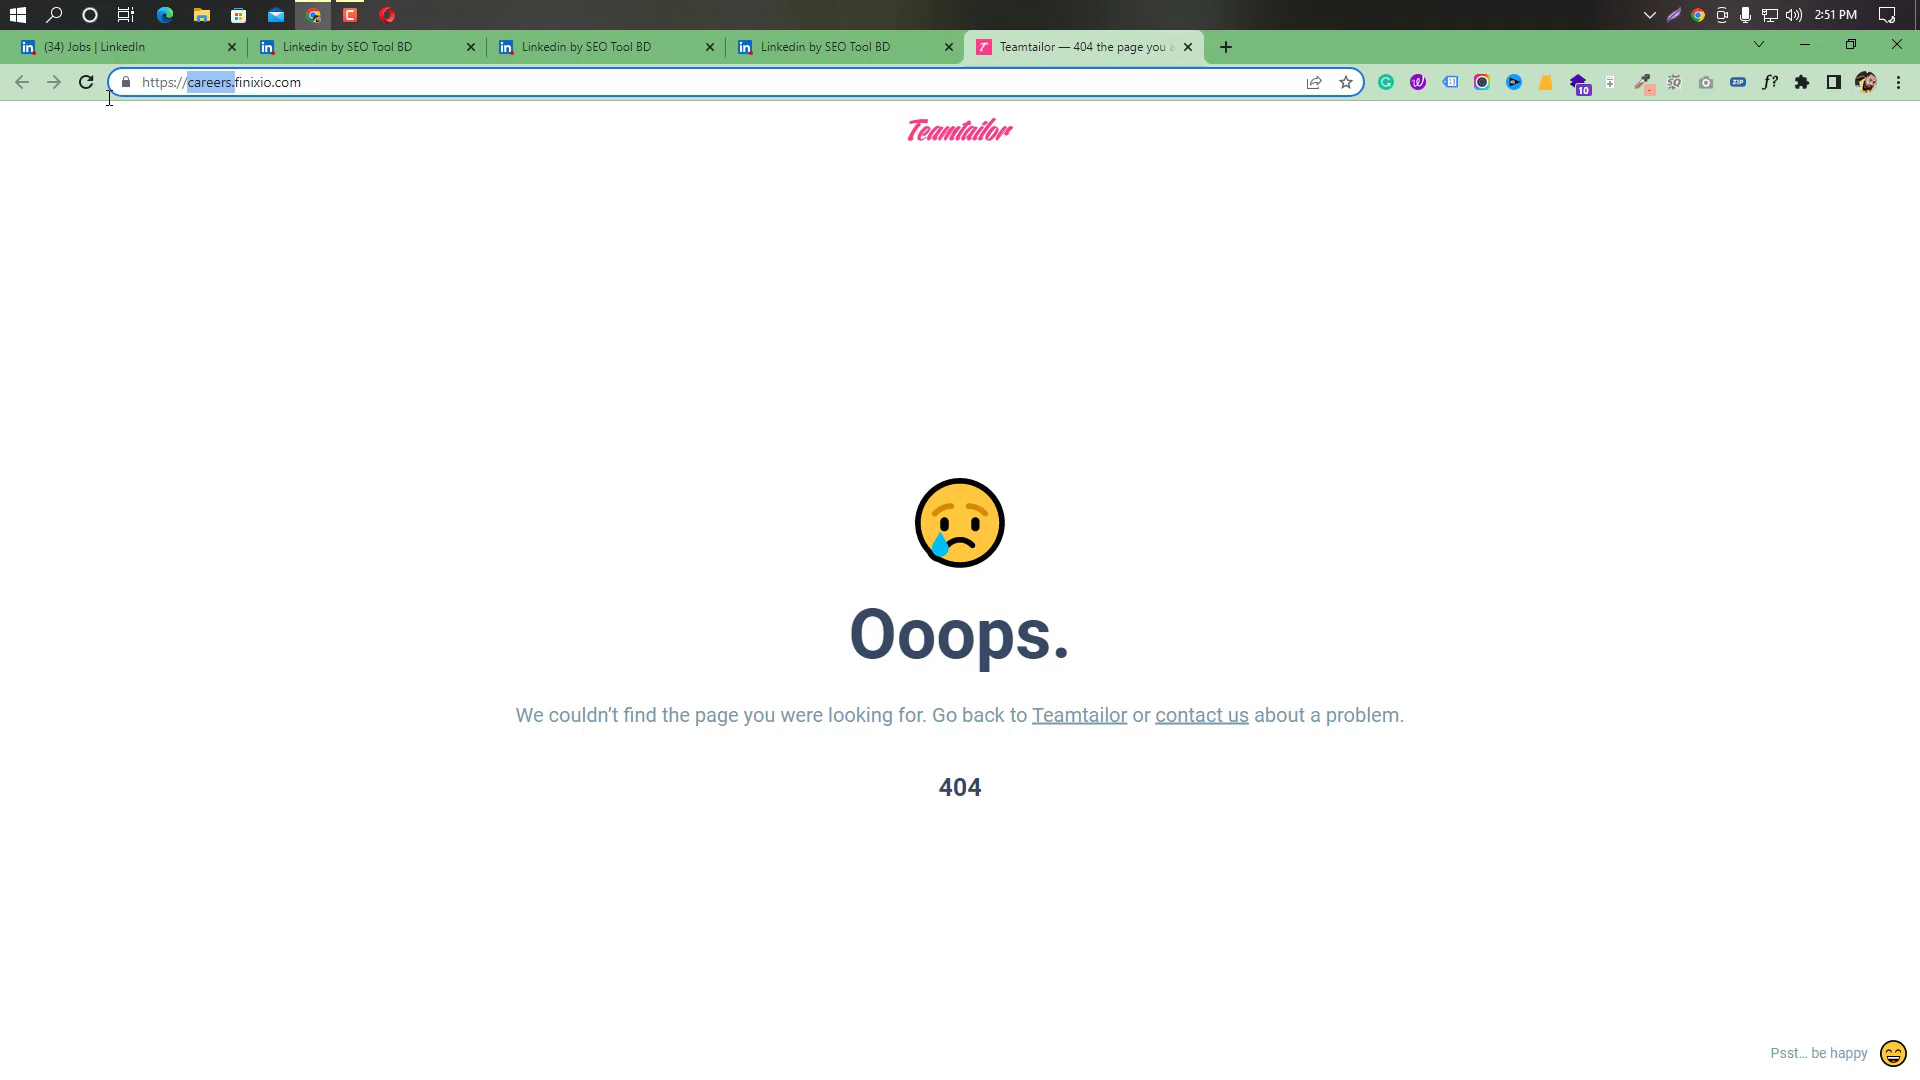 2:51 PM
(34) Jobs | LinkedIn
Linkedin by SEO Tool BD
Linkedin by SEO Tool BD
Linkedin by SEO Tool BD
Teamtailor — 404 the page you a
https://careers.finixio.com
10
ZIP
f?
Teamtailor
Ooops.
We couldn’t find the page you were looking for. Go back to Teamtailor or contact us about a problem.
404
Psst... be happy